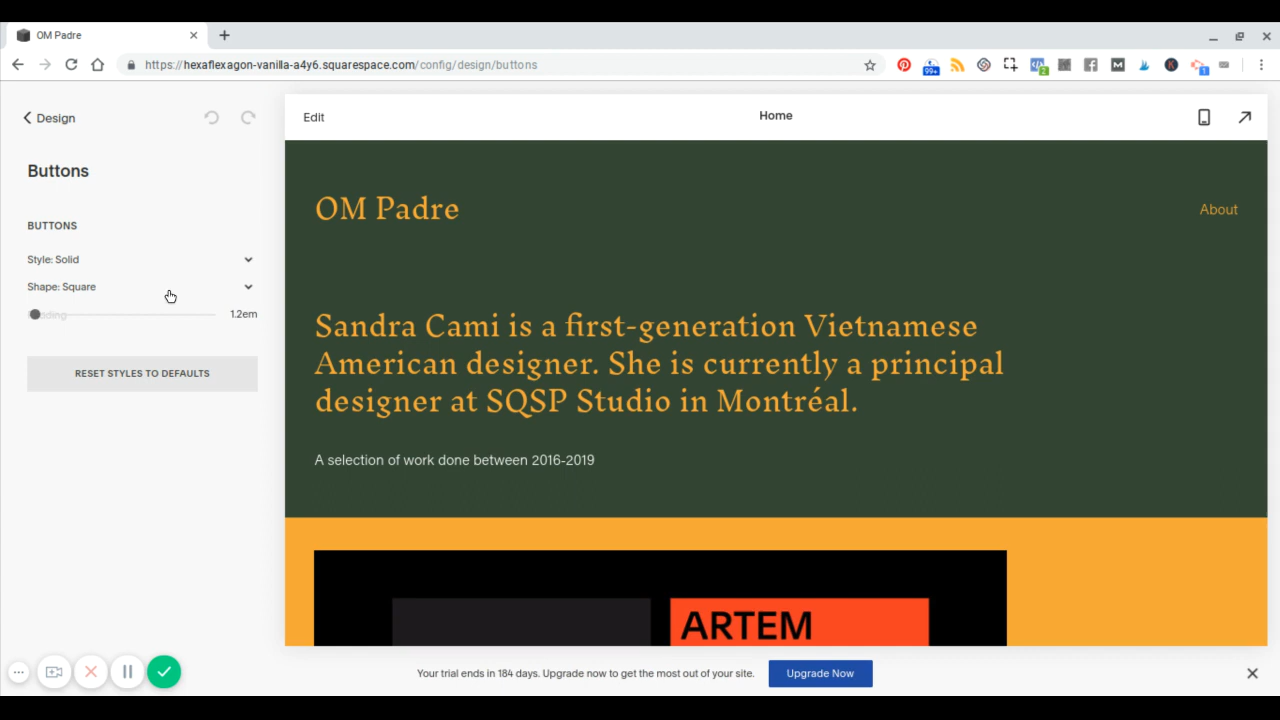 OM Padre
https://hexaflexagon-vanilla-a4y6.squarespace.com/config/design/buttons
99+
2
M
K
1
Design
Buttons
BUTTONS
Style: Solid
Shape: Square
1.2em
RESET STYLES TO DEFAULTS
Edit
Home
OM Padre
About
Sandra Cami is a first-generation Vietnamese
American designer. She is currently a principal
designer at SQSP Studio in Montréal.
A selection of work done between 2016-2019
ARTEM
Your trial ends in 184 days. Upgrade now to get the most out of your site.
Upgrade Now